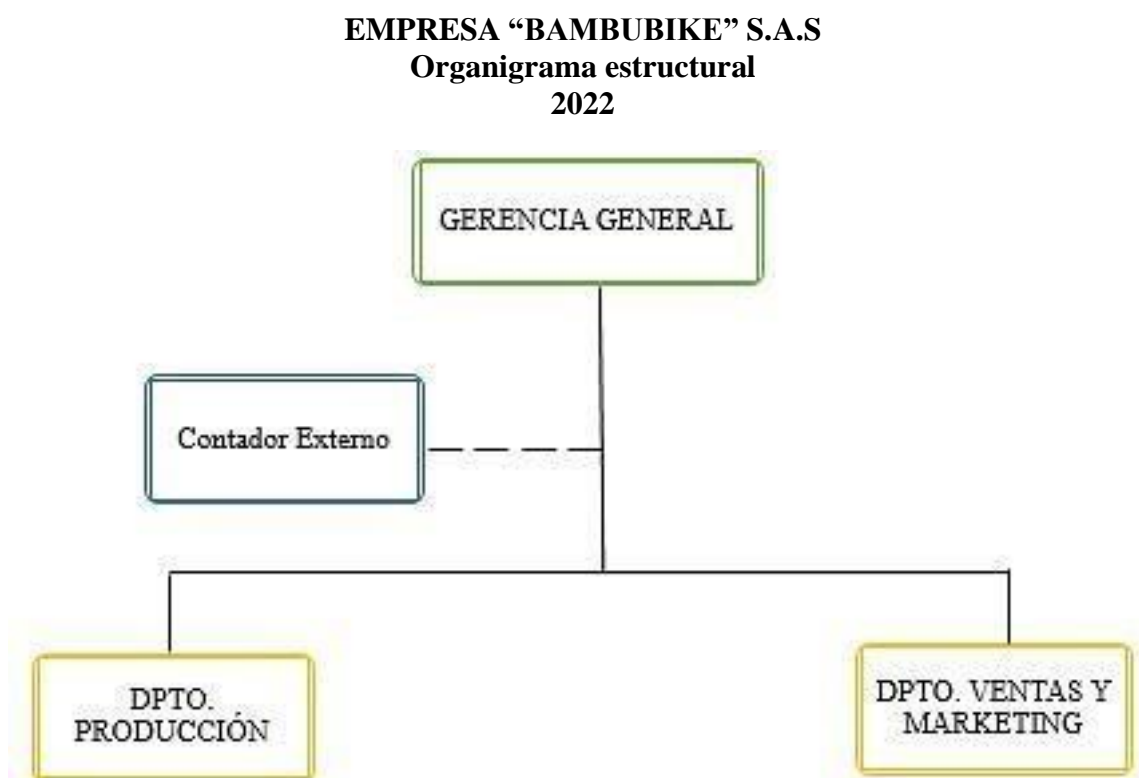 EMPRESA “BAMBUBIKE” S.A.S
Organigrama estructural
2022
GERENCIA GENERAL
Contador Externo
DPTO.
PRODUCCIÓN
DPTO. VENTAS Y
MARKETING